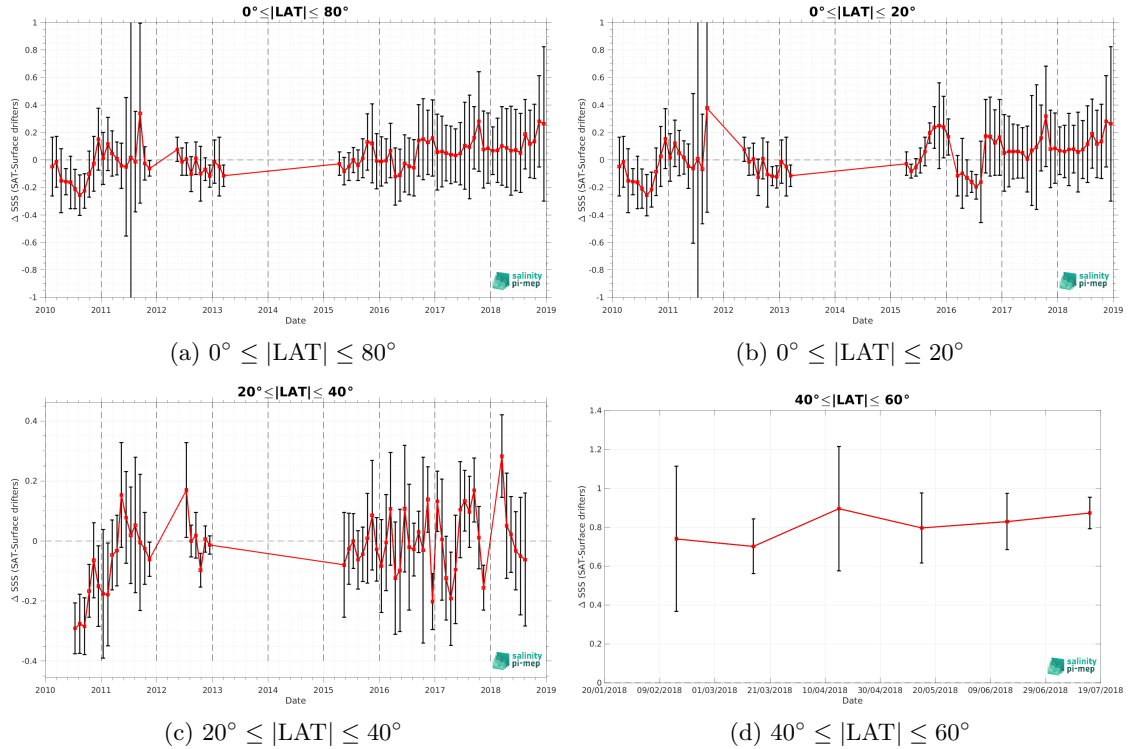 0°≤|LAT|≤ 80°
Δ SSS (SAT-Surface drifters)
1
0.8
0.6
0.4
0.2
0
-0.2
-0.4
-0.6
-0.8
-1
2010 2011 2012 2013 2014 2015 2016 2017 2018 2019
Date
salinity
pi-mep
(a) 0° ≤ |LAT| ≤ 80°
0°≤|LAT|≤ 20°
Δ SSS (SAT-Surface drifters)
1
0.8
0.6
0.4
0.2
0
-0.2
-0.4
-0.6
-0.8
-1
2010 2011 2012 2013 2014 2015 2016 2017 2018 2019
Date
salinity
pi-mep
(b) 0° ≤ |LAT| ≤ 20°
20°≤|LAT|≤ 40°
Δ SSS (SAT-Surface drifters)
0.4
0.2
0
-0.2
-0.4
2010 2011 2012 2013 2014 2015 2016 2017 2018 2019
Date
salinity
pi-mep
(c) 20° ≤ |LAT| ≤ 40°
40°≤|LAT|≤ 60°
Δ SSS (SAT-Surface drifters)
1.4
1.2
1
0.8
0.6
0.4
0.2
0
20/01/2018 09/02/2018 01/03/2018 21/03/2018 10/04/2018 30/04/2018 20/05/2018 09/06/2018 29/06/2018 19/07/2018
Date
salinity
pi-mep
(d) 40° ≤ |LAT| ≤ 60°